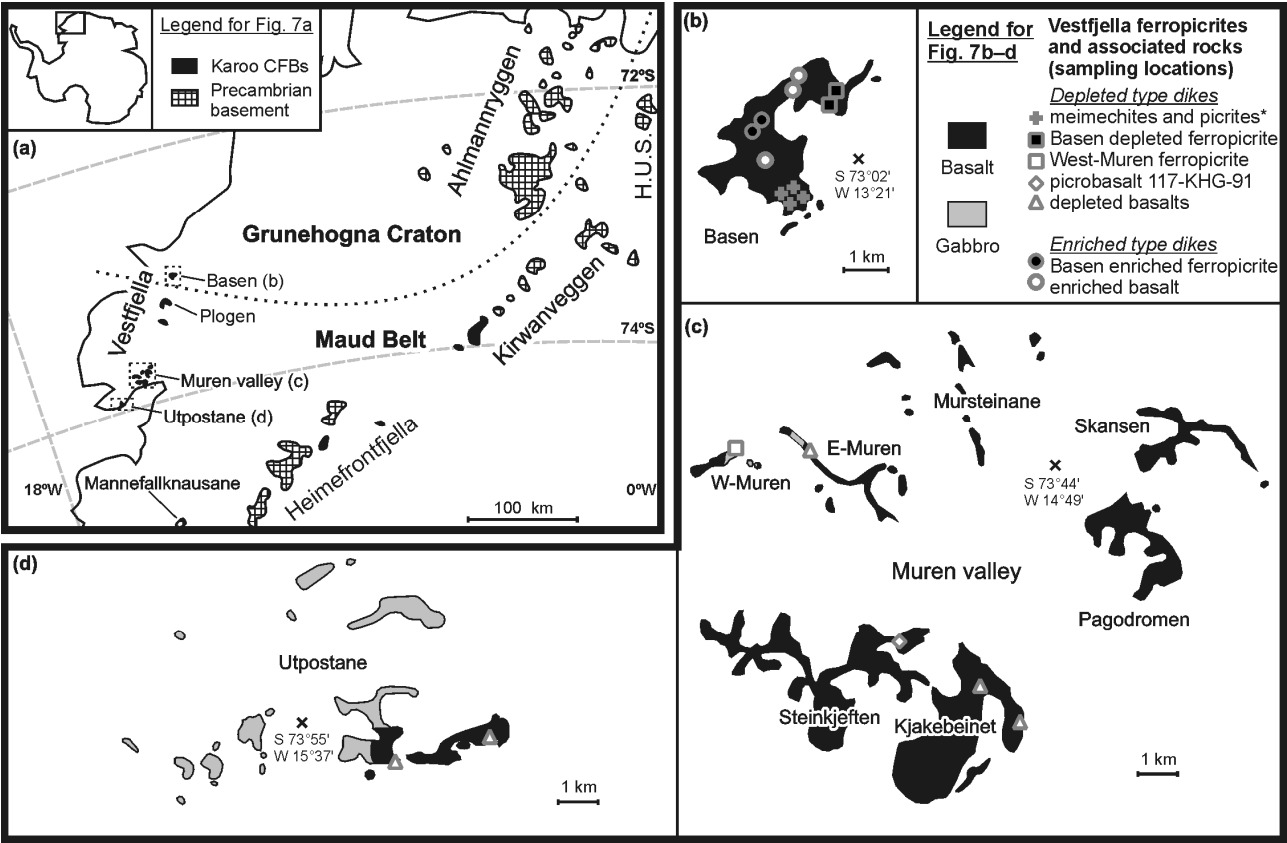 Legend for Fig. 7a
Karoo CFBs
Precambrian
basement
(a)
Ahlmannryggen
72ºS
H.U.S.
Grunehogna Craton
Vestfjella
Basen (b)
Plogen
Maud Belt
Kirwanveggen
74ºS
Muren valley (c)
Utpostane (d)
Heimefrontfjella
Mannefallknausane
18ºW
0ºW
100 km
(b)
S 73°02'
W 13°21'
Basen
1 km
Legend for
Fig. 7b–d
Basalt
Gabbro
Vestfjella ferropicrites
and associated rocks
(sampling locations)
Depleted type dikes
meimechites and picrites*
Basen depleted ferropicrite
West-Muren ferropicrite
picrobasalt 117-KHG-91
depleted basalts
Enriched type dikes
Basen enriched ferropicrite
enriched basalt
(c)
Mursteinane
Skansen
E-Muren
W-Muren
S 73°44'
W 14°49'
Muren valley
Pagodromen
Steinkjeften
Kjakebeinet
1 km
(d)
Utpostane
S 73°55'
W 15°37'
1 km